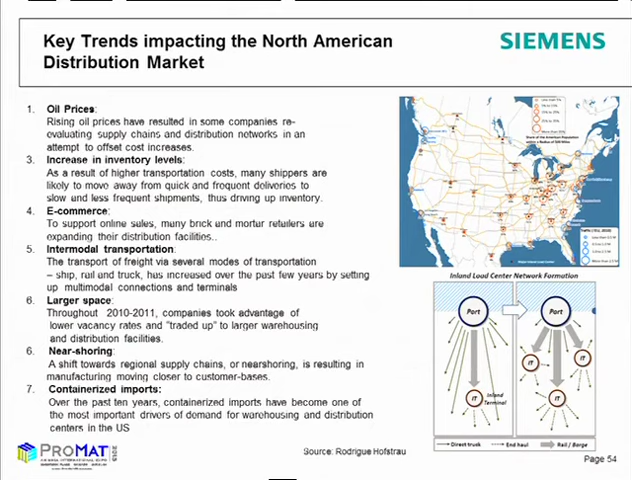 Key Trends impacting the North American
Distribution Market
SIEMENS
1. Oil Prices:
Rising oil prices have resulted in some companies re-
evaluating supply chains and distribution networks in an
attempt to offset cost increases.
3. Increase in inventory levels:
As a result of higher transportation costs, many shippers are
likely to move away from quick and frequent deliveries to
slow and less frequent shipments, thus driving up inventory.
4. E-commerce:
To support online sales, many brick and mortar retailers are
expanding their distribution facilities..
5. Intermodal transportation:
The transport of freight via several modes of transportation
– ship, rail and truck, has increased over the past few years by setting
up multimodal connections and terminals
6. Larger space:
Throughout 2010-2011, companies took advantage of
lower vacancy rates and "traded up" to larger warehousing
and distribution facilities.
6. Near-shoring:
A shift towards regional supply chains, or nearshoring, is resulting in
manufacturing moving closer to customer-bases.
7. Containerized imports:
Over the past ten years, containerized imports have become one of
the most important drivers of demand for warehousing and distribution
centers in the US
Inland Load Center Network Formation
Port
Port
IT
IT
IT
IT
Inland
Terminal
Direct truck
End haul
Rail / Barge
PROMAT
2013
Source: Rodrigue Hofstrau
Page 54